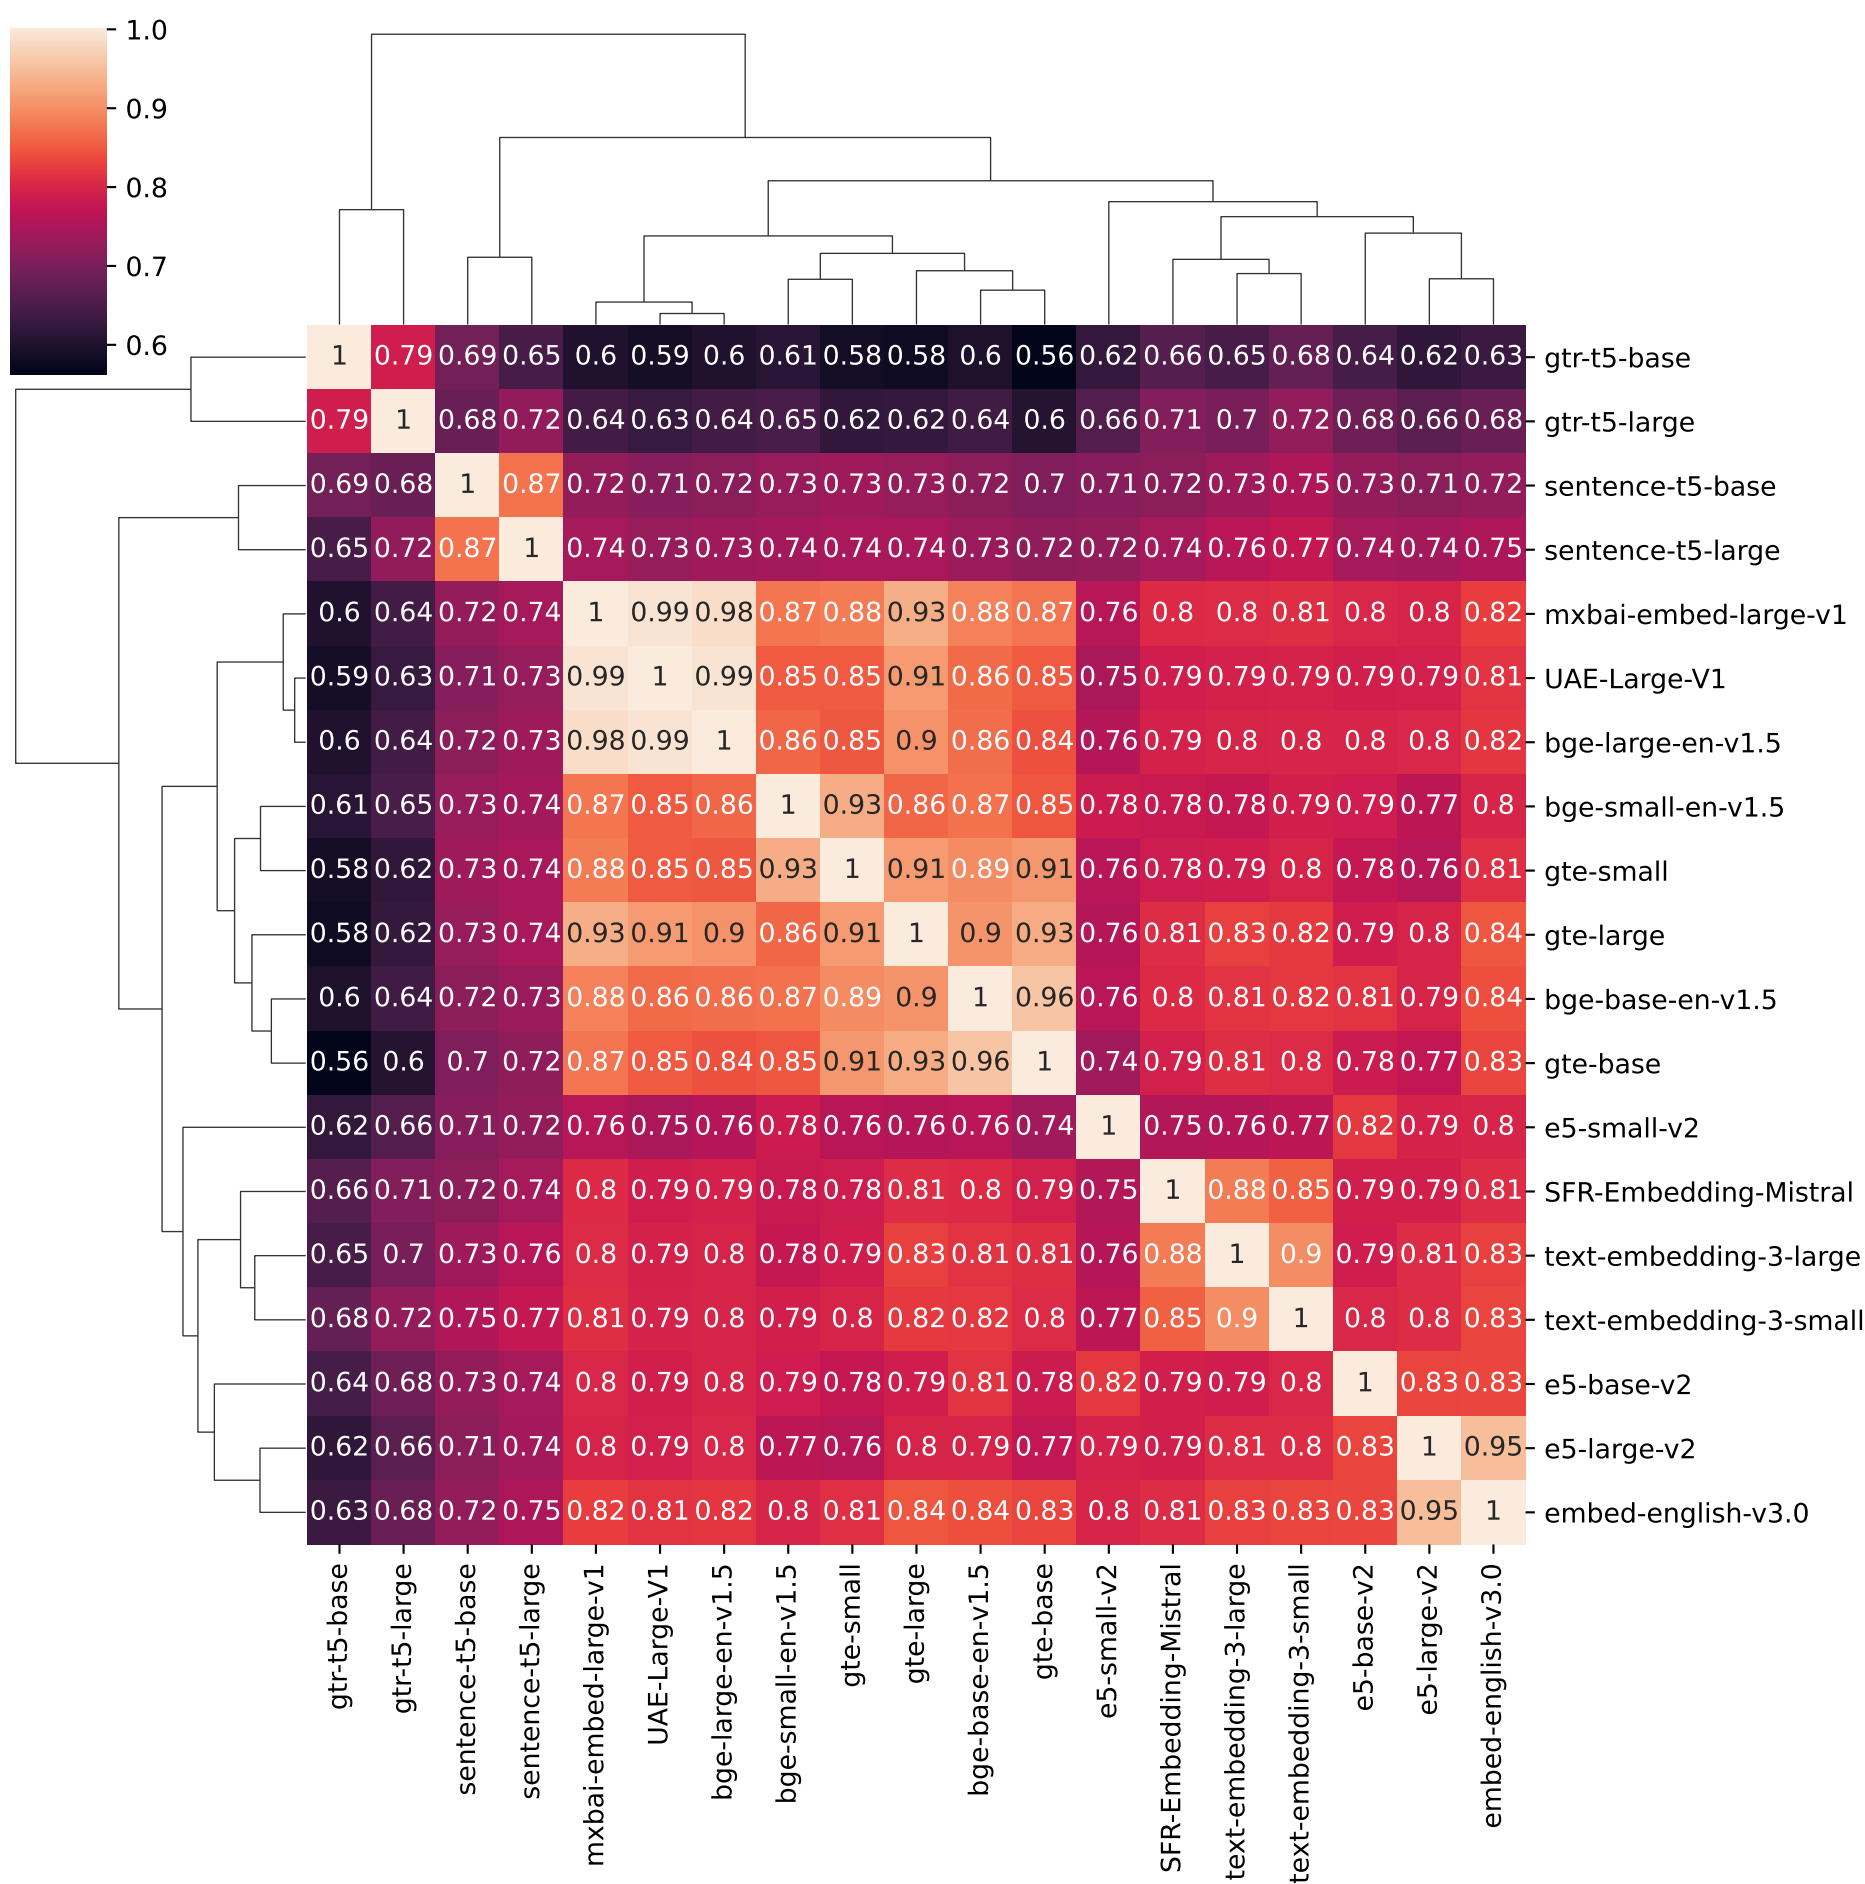 1.0
0.9
0.8
0.7
0.6
1 0.79 0.69 0.65 0.6 0.59 0.6 0.61 0.58 0.58 0.6 0.56 0.62 0.66 0.65 0.68 0.64 0.62 0.63 gtr-t5-base
0.79 1 0.68 0.72 0.64 0.63 0.64 0.65 0.62 0.62 0.64 0.6 0.66 0.71 0.7 0.72 0.68 0.66 0.68 gtr-t5-large
0.69 0.68 1 0.87 0.72 0.71 0.72 0.73 0.73 0.73 0.72 0.7 0.71 0.72 0.73 0.75 0.73 0.71 0.72 sentence-t5-base
0.65 0.72 0.87 1 0.74 0.73 0.73 0.74 0.74 0.74 0.73 0.72 0.72 0.74 0.76 0.77 0.74 0.74 0.75 sentence-t5-large
0.6 0.64 0.72 0.74 1 0.99 0.98 0.87 0.88 0.93 0.88 0.87 0.76 0.8 0.8 0.81 0.8 0.8 0.82 mxbai-embed-large-v1
0.59 0.63 0.71 0.73 0.99 1 0.99 0.85 0.85 0.91 0.86 0.85 0.75 0.79 0.79 0.79 0.79 0.79 0.81 UAE-Large-V1
0.6 0.64 0.72 0.73 0.98 0.99 1 0.86 0.85 0.9 0.86 0.84 0.76 0.79 0.8 0.8 0.8 0.8 0.82 bge-large-en-v1.5
0.61 0.65 0.73 0.74 0.87 0.85 0.86 1 0.93 0.86 0.87 0.85 0.78 0.78 0.78 0.79 0.79 0.77 0.8 bge-small-en-v1.5
0.58 0.62 0.73 0.74 0.88 0.85 0.85 0.93 1 0.91 0.89 0.91 0.76 0.78 0.79 0.8 0.78 0.76 0.81 gte-small
0.58 0.62 0.73 0.74 0.93 0.91 0.9 0.86 0.91 1 0.9 0.93 0.76 0.81 0.83 0.82 0.79 0.8 0.84 gte-large
0.6 0.64 0.72 0.73 0.88 0.86 0.86 0.87 0.89 0.9 1 0.96 0.76 0.8 0.81 0.82 0.81 0.79 0.84 bge-base-en-v1.5
0.56 0.6 0.7 0.72 0.87 0.85 0.84 0.85 0.91 0.93 0.96 1 0.74 0.79 0.81 0.8 0.78 0.77 0.83 gte-base
0.62 0.66 0.71 0.72 0.76 0.75 0.76 0.78 0.76 0.76 0.76 0.74 1 0.75 0.76 0.77 0.82 0.79 0.8 e5-small-v2
0.66 0.71 0.72 0.74 0.8 0.79 0.79 0.78 0.78 0.81 0.8 0.79 0.75 1 0.88 0.85 0.79 0.79 0.81 SFR-Embedding-Mistral
0.65 0.7 0.73 0.76 0.8 0.79 0.8 0.78 0.79 0.83 0.81 0.81 0.76 0.88 1 0.9 0.79 0.81 0.83 text-embedding-3-large
0.68 0.72 0.75 0.77 0.81 0.79 0.8 0.79 0.8 0.82 0.82 0.8 0.77 0.85 0.9 1 0.8 0.8 0.83 text-embedding-3-small
0.64 0.68 0.73 0.74 0.8 0.79 0.8 0.79 0.78 0.79 0.81 0.78 0.82 0.79 0.79 0.8 1 0.83 0.83 e5-base-v2
0.62 0.66 0.71 0.74 0.8 0.79 0.8 0.77 0.76 0.8 0.79 0.77 0.79 0.79 0.81 0.8 0.83 1 0.95 e5-large-v2
0.63 0.68 0.72 0.75 0.82 0.81 0.82 0.8 0.81 0.84 0.84 0.83 0.8 0.81 0.83 0.83 0.83 0.95 1 embed-english-v3.0
gtr-t5-base
gtr-t5-large
sentence-t5-base
sentence-t5-large
mxbai-embed-large-v1
UAE-Large-V1
bge-large-en-v1.5
bge-small-en-v1.5
gte-small
gte-large
bge-base-en-v1.5
gte-base
e5-small-v2
SFR-Embedding-Mistral
text-embedding-3-large
text-embedding-3-small
e5-base-v2
e5-large-v2
embed-english-v3.0